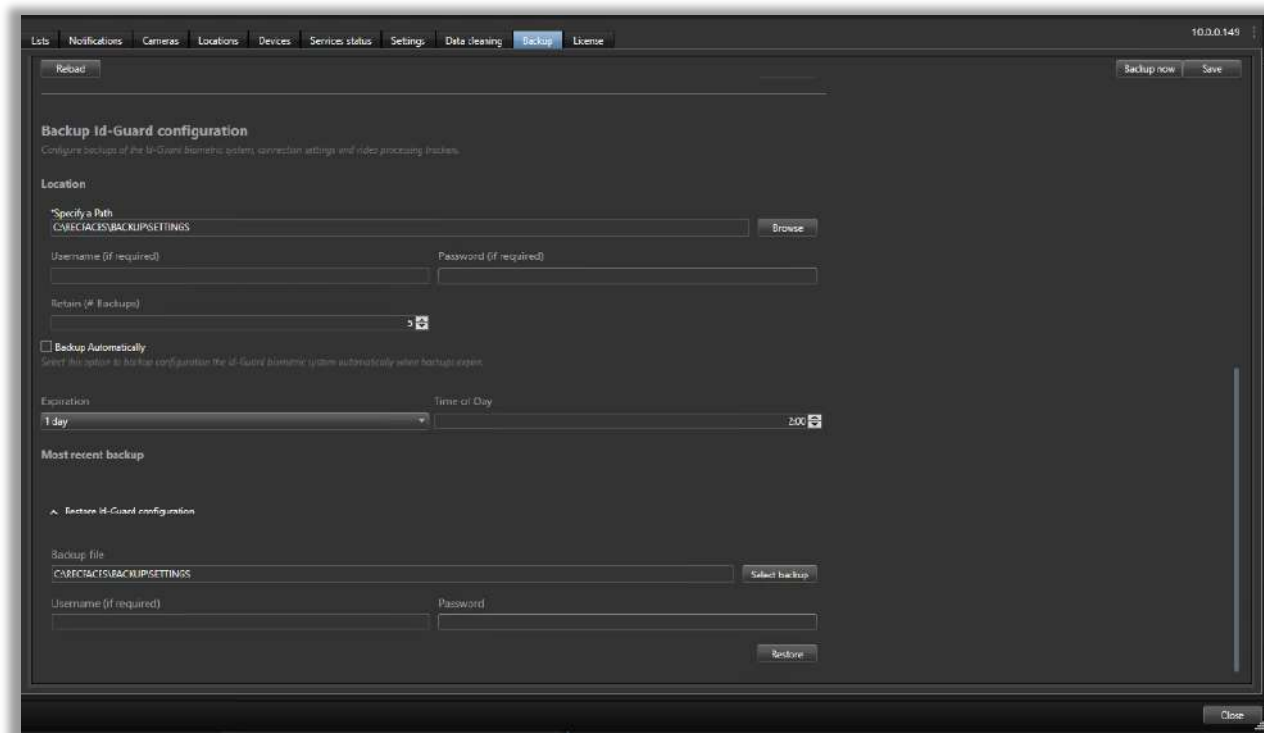 10.0.0.149
Lists Notifications Cameras Locations Devices Services status Settings Data cleaning Backup License
Reload Backup now Save
Backup Id-Guard configuration
Configure backups of the Id-Guard biometric system, connection settings and video processing trackers.
Location
*Specify a Path
C:\RECFACES\BACKUP\SETTINGS Browse
Username (if required) Password (if required)
Retain (# Backups)
5
Backup Automatically
Select this option to backup configuration the Id-Guard biometric system automatically when backups expire.
Expiration Time of Day
1 day 2:00
Most recent backup
Restore Id-Guard configuration
Backup file
C:\RECFACES\BACKUP\SETTINGS Select backup
Username (if required) Password
Restore
Close